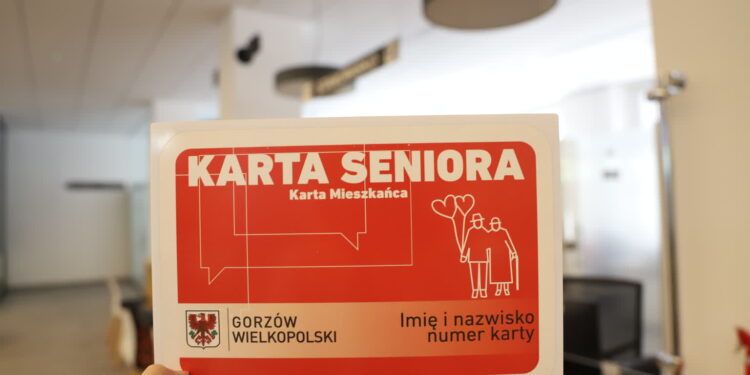 KARTA SENIORA
Karta Mieszkańca
GORZÓW
WIELKOPOLSKI
Imię i nazwisko
numer karty